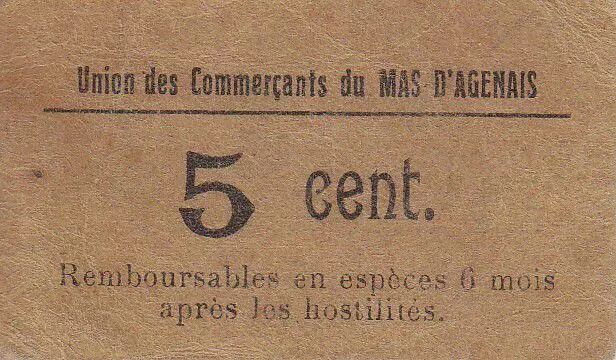 Union des Commerçants du MAS D'AGENAIS
5 cent.
Remboursables en espèces 6 mois
après les hostilités.